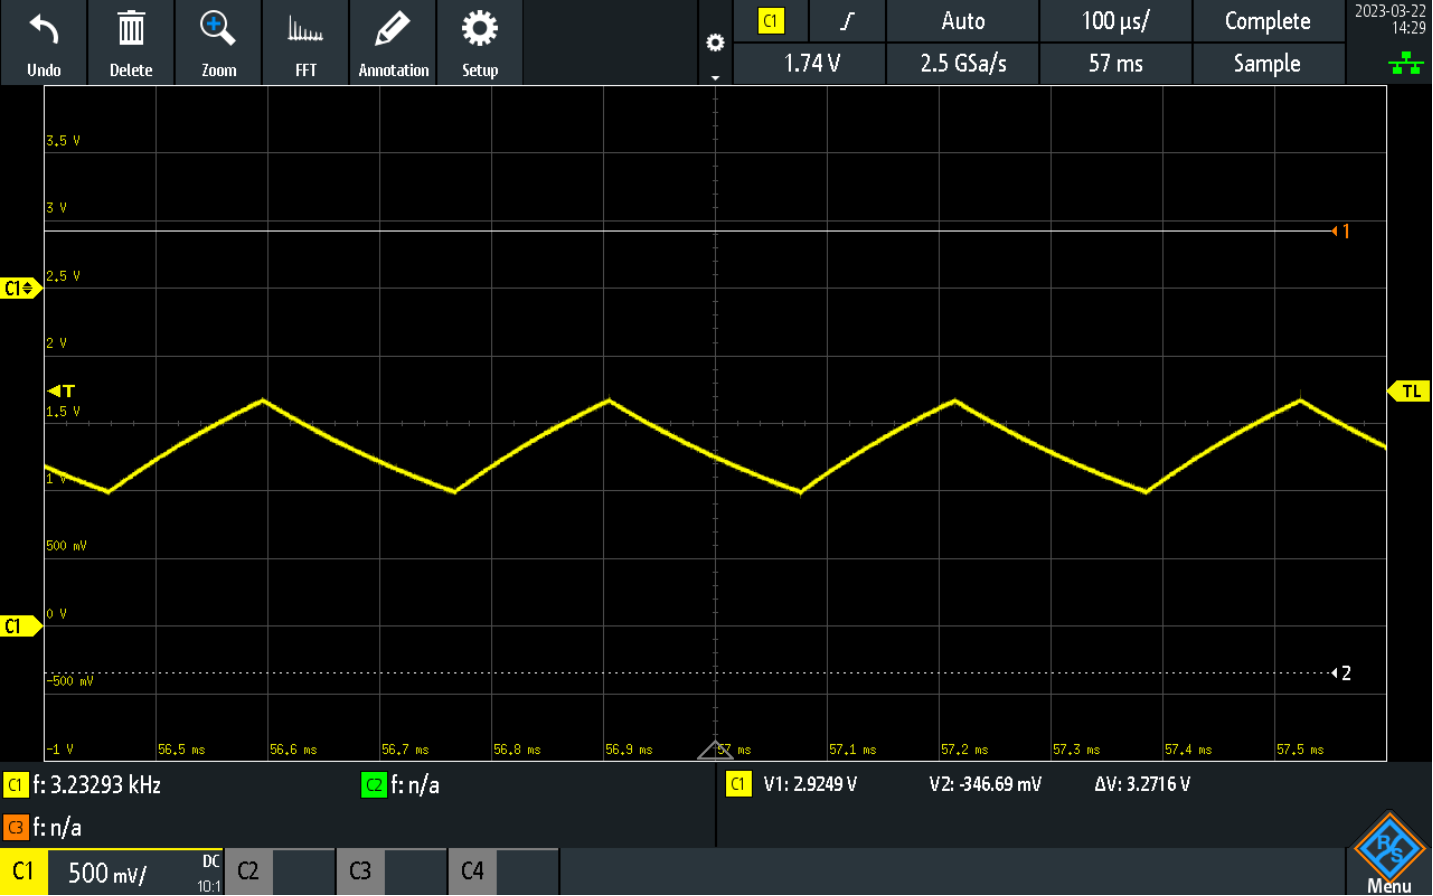 C1 Auto 100 µs/ Complete 2023-03-22
14:29
1.74 V 2.5 GSa/s 57 ms Sample
Undo Delete Zoom FFT Annotation Setup
3.5 V
3 V
1
2.5 V
C1
2 V
T
TL
1.5 V
1 V
500 mV
0 V
C1
2
-500 mV
-1 V 56.5 ms 56.6 ms 56.7 ms 56.8 ms 56.9 ms 57 ms 57.1 ms 57.2 ms 57.3 ms 57.4 ms 57.5 ms
C1 f: 3.23293 kHz C2 f: n/a C1 V1: 2.9249 V V2: -346.69 mV ΔV: 3.2716 V
C3 f: n/a
R&S
C1 500 mV/ DC C2 C3 C4
10:1
Menu